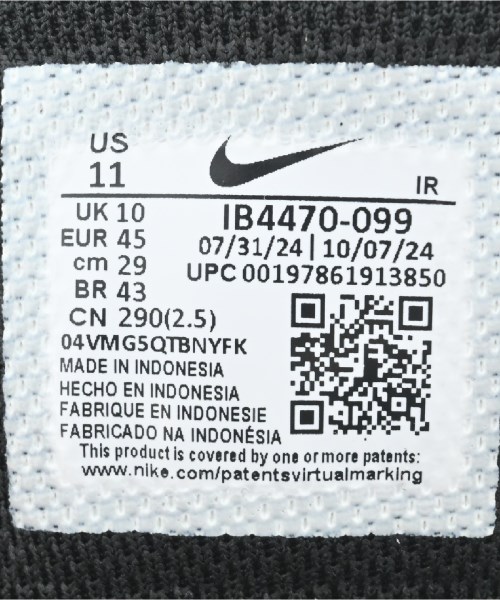 US
11
IR
UK 10
EUR 45
cm 29
BR 43
CN 290(2.5)
IB4470-099
07/31/24 | 10/07/24
UPC 00197861913850
04VMG5QTBNYFK
MADE IN INDONESIA
HECHO EN INDONESIA
FABRIQUE EN INDONESIE
FABRICADO NA INDONÉSIA
This product is covered by one or more patents:
www.nike.com/patentsvirtualmarking